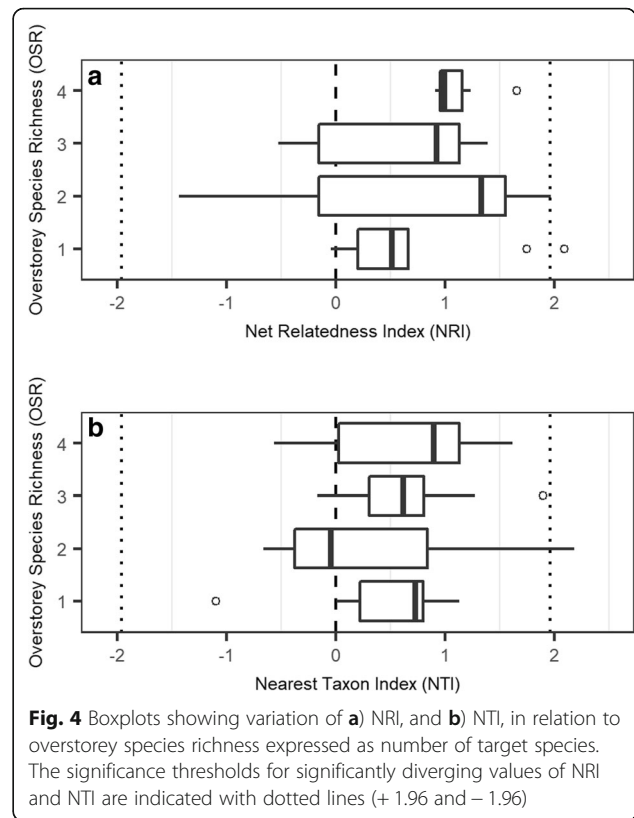 a
Overstorey Species Richness (OSR)
4
3
2
1
-2 -1 0 1 2
Net Relatedness Index (NRI)
b
Overstorey Species Richness (OSR)
4
3
2
1
-2 -1 0 1 2
Nearest Taxon Index (NTI)
Fig. 4 Boxplots showing variation of a) NRI, and b) NTI, in relation to
overstorey species richness expressed as number of target species.
The significance thresholds for significantly diverging values of NRI
and NTI are indicated with dotted lines (+ 1.96 and − 1.96)